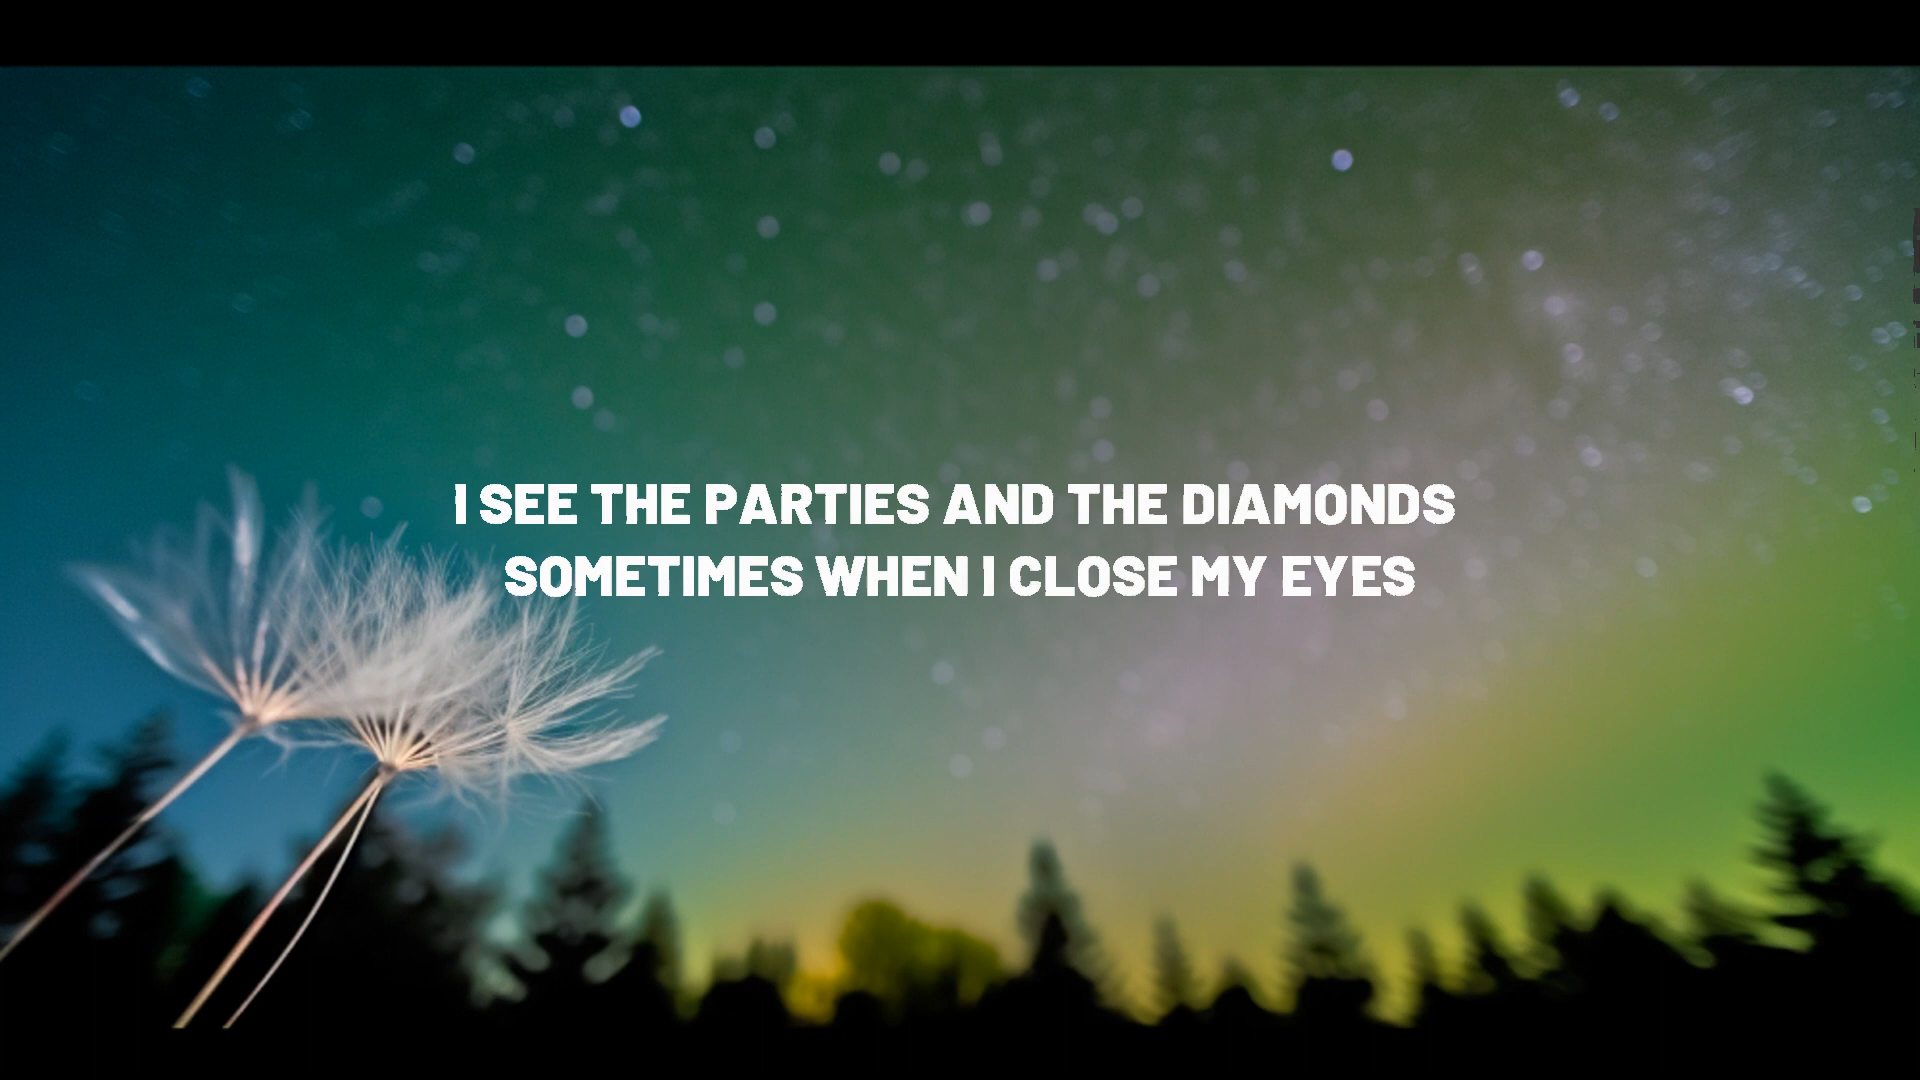 I SEE THE PARTIES AND THE DIAMONDS
SOMETIMES WHEN I CLOSE MY EYES